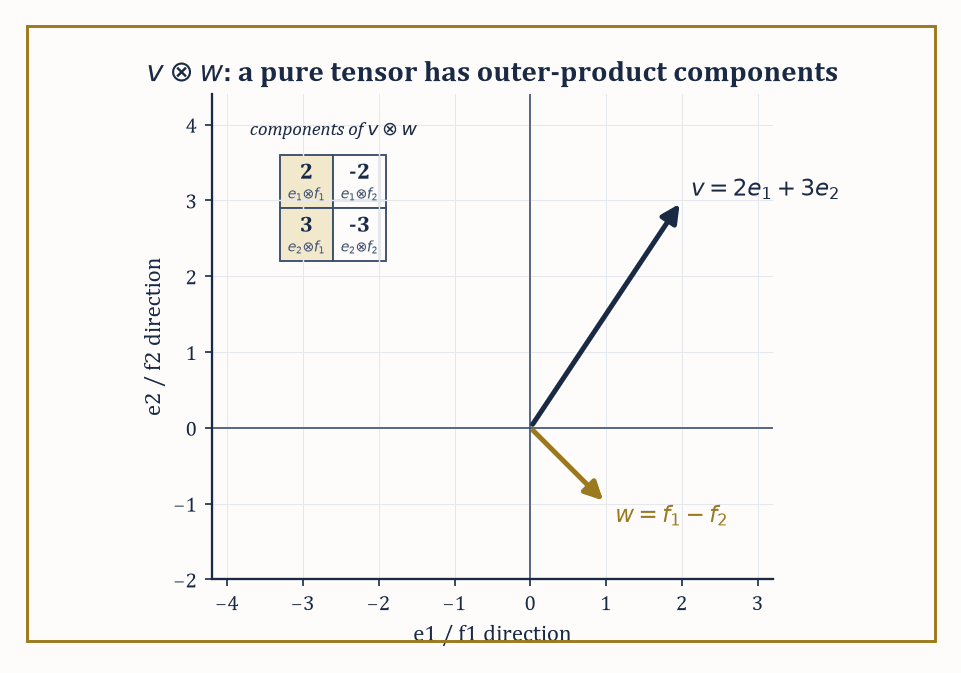 v ⊗ w: a pure tensor has outer-product components
components of v ⊗ w
2 -2
e₁⊗f₁ e₁⊗f₂
3 -3
e₂⊗f₁ e₂⊗f₂
v = 2e₁ + 3e₂
w = f₁ − f₂
e2 / f2 direction
4
3
2
1
0
−1
−2
−4 −3 −2 −1 0 1 2 3
e1 / f1 direction